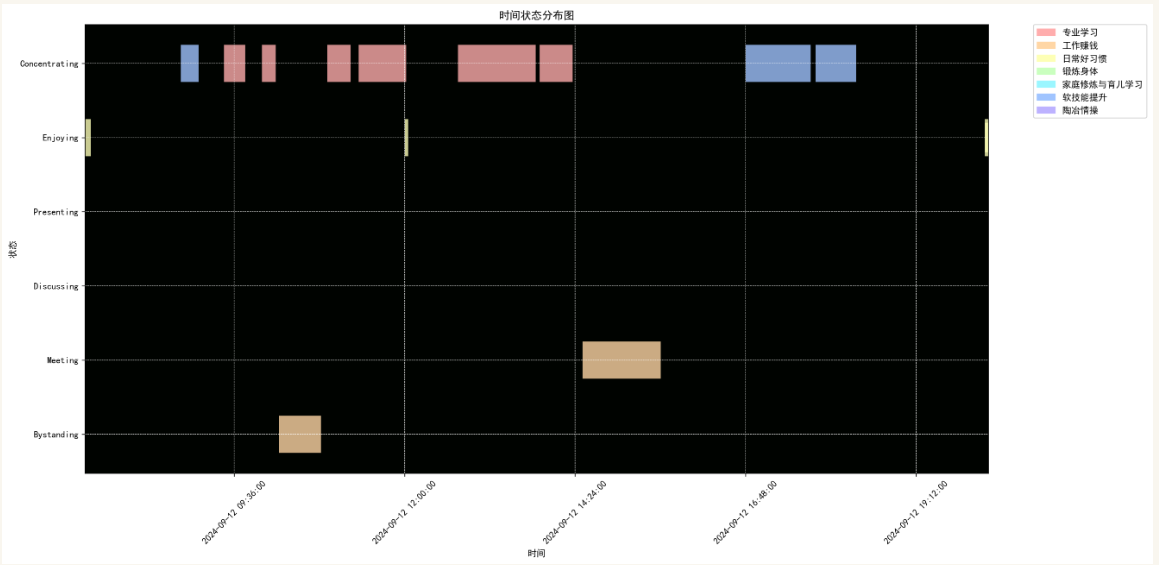 时间状态分布图
专业学习
工作赚钱
日常好习惯
锻炼身体
家庭修炼与育儿学习
软技能提升
陶冶情操
状态
Concentrating
Enjoying
Presenting
Discussing
Meeting
Bystanding
2024-09-12 09:36:00
2024-09-12 12:00:00
2024-09-12 14:24:00
2024-09-12 16:48:00
2024-09-12 19:12:00
时间